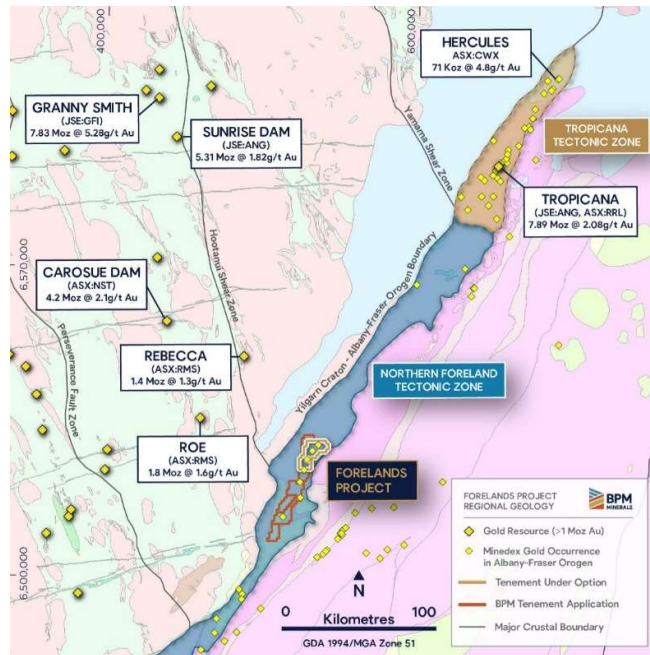 400,000
600,000
6,600,000
6,570,000
6,500,000
HERCULES
ASX:CWX
71 Koz @ 4.8g/t Au
GRANNY SMITH
(JSE:GFI)
7.83 Moz @ 5.28g/t Au
SUNRISE DAM
(JSE:ANG)
5.31 Moz @ 1.82g/t Au
Yamarna Shear Zone
TROPICANA
TECTONIC ZONE
TROPICANA
(JSE:ANG, ASX:RRL)
7.89 Moz @ 2.08g/t Au
Hootanui Shear Zone
CAROSUE DAM
(ASX:NST)
4.2 Moz @ 2.1g/t Au
Yilgarn Craton - Albany-Fraser Orogen Boundary
Perseverance Fault Zone
REBECCA
(ASX:RMS)
1.4 Moz @ 1.3g/t Au
NORTHERN FORELAND
TECTONIC ZONE
ROE
(ASX:RMS)
1.8 Moz @ 1.6g/t Au
FORELANDS
PROJECT
FORELANDS PROJECT
REGIONAL GEOLOGY
BPM
MINERALS
Gold Resource (>1 Moz Au)
Minedex Gold Occurrence
in Albany-Fraser Orogen
Tenement Under Option
BPM Tenement Application
Major Crustal Boundary
N
0 100
Kilometres
GDA 1994/MGA Zone 51